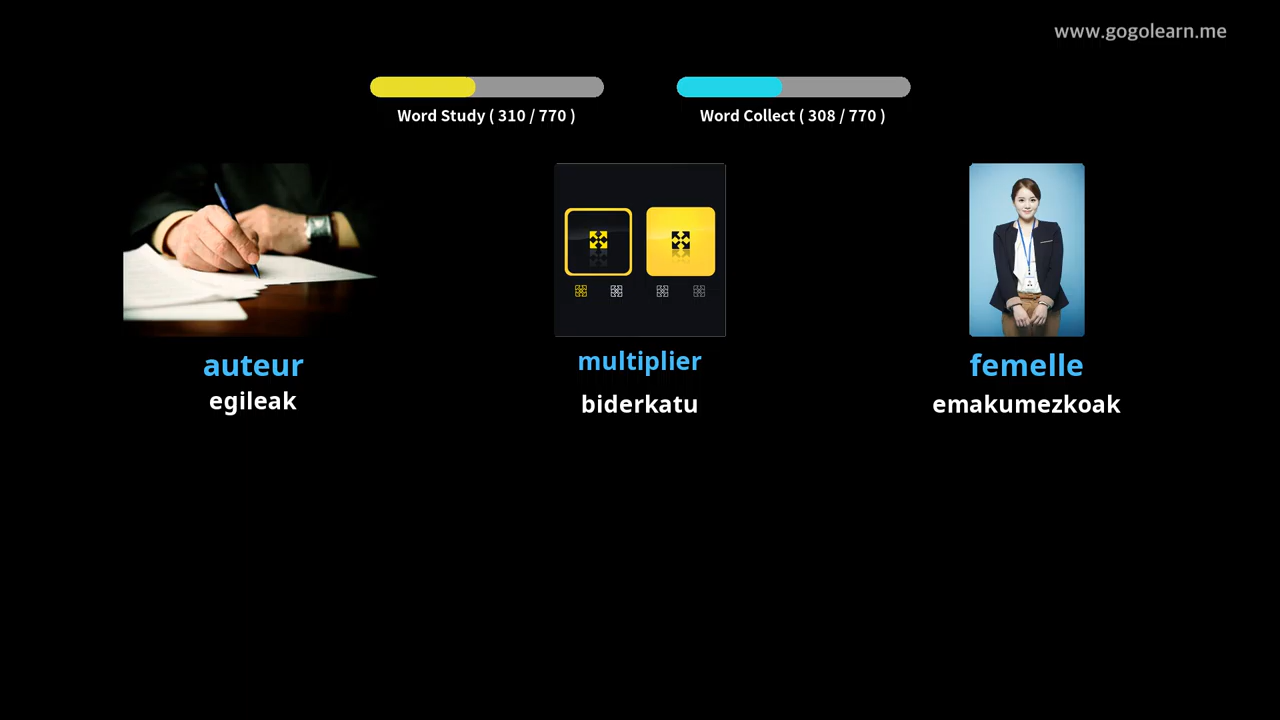 www.gogolearn.me
Word Study ( 310 / 770 )
Word Collect ( 308 / 770 )
auteur
egileak
multiplier
biderkatu
femelle
emakumezkoak